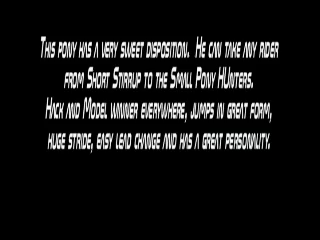 This pony has a very sweet disposition. He can take any rider
from Short Stirrup to the Small Pony HUnters.
Hack and Model winner everywhere, jumps in great form,
huge stride, easy lead change and has a great personality.